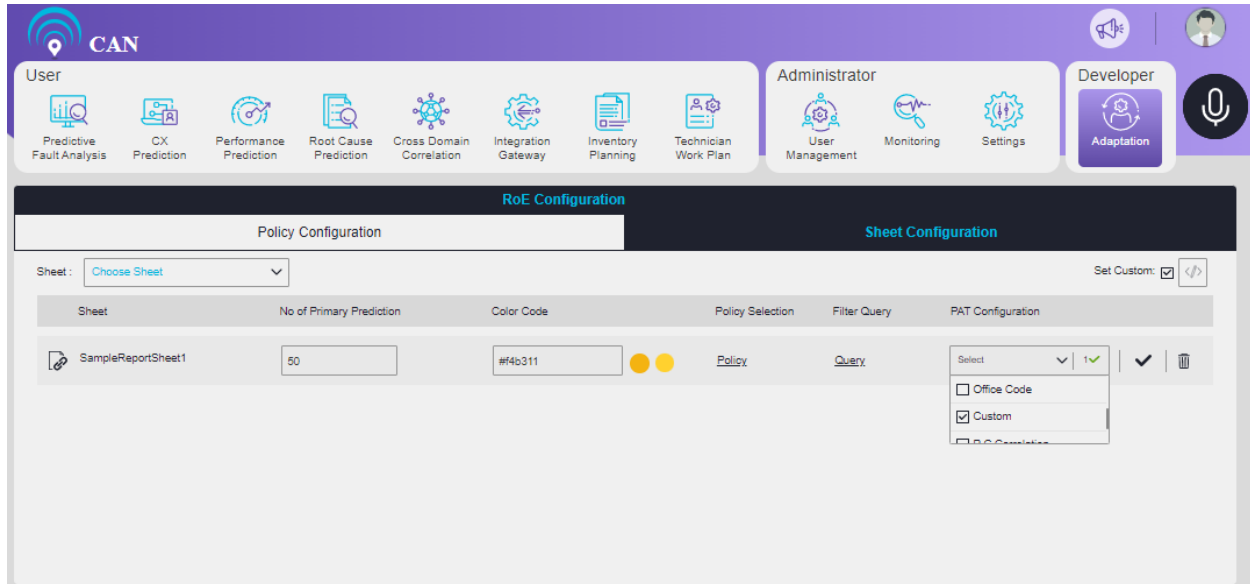 CAN
User
Administrator
Developer
Predictive
Fault Analysis
CX
Prediction
Performance
Prediction
Root Cause
Prediction
Cross Domain
Correlation
Integration
Gateway
Inventory
Planning
Technician
Work Plan
User
Management
Monitoring
Settings
Adaptation
RoE Configuration
Policy Configuration
Sheet Configuration
Sheet : Choose Sheet
Set Custom: </>
Sheet No of Primary Prediction Color Code Policy Selection Filter Query PAT Configuration
SampleReportSheet1 50 #f4b311 Policy Query Select 1
Office Code
Custom